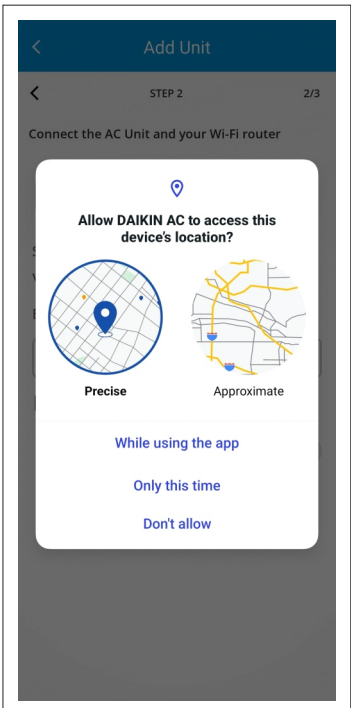 Add Unit
STEP 2
2/3
Connect the AC Unit and your Wi-Fi router
Allow DAIKIN AC to access this
device's location?
Precise
Approximate
While using the app
Only this time
Don't allow